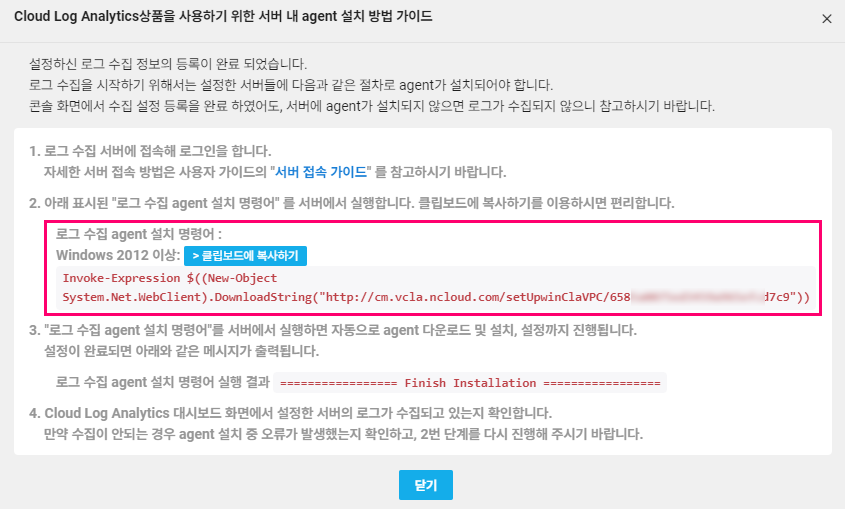 Cloud Log Analytics상품을 사용하기 위한 서버 내 agent 설치 방법 가이드
×
설정하신 로그 수집 정보의 등록이 완료 되었습니다.
로그 수집을 시작하기 위해서는 설정한 서버들에 다음과 같은 절차로 agent가 설치되어야 합니다.
콘솔 화면에서 수집 설정 등록을 완료 하였어도, 서버에 agent가 설치되지 않으면 로그가 수집되지 않으니 참고하시기 바랍니다.
1. 로그 수집 서버에 접속해 로그인을 합니다.
자세한 서버 접속 방법은 사용자 가이드의 "서버 접속 가이드" 를 참고하시기 바랍니다.
2. 아래 표시된 "로그 수집 agent 설치 명령어" 를 서버에서 실행합니다. 클립보드에 복사하기를 이용하시면 편리합니다.
로그 수집 agent 설치 명령어 :
Windows 2012 이상: > 클립보드에 복사하기
Invoke-Expression $((New-Object
System.Net.WebClient).DownloadString("http://cm.vcla.ncloud.com/setUpwinClaVPC/658 d7c9"))
3. "로그 수집 agent 설치 명령어"를 서버에서 실행하면 자동으로 agent 다운로드 및 설치, 설정까지 진행됩니다.
설정이 완료되면 아래와 같은 메시지가 출력됩니다.
로그 수집 agent 설치 명령어 실행 결과 ================= Finish Installation =================
4. Cloud Log Analytics 대시보드 화면에서 설정한 서버의 로그가 수집되고 있는지 확인합니다.
만약 수집이 안되는 경우 agent 설치 중 오류가 발생했는지 확인하고, 2번 단계를 다시 진행해 주시기 바랍니다.
닫기